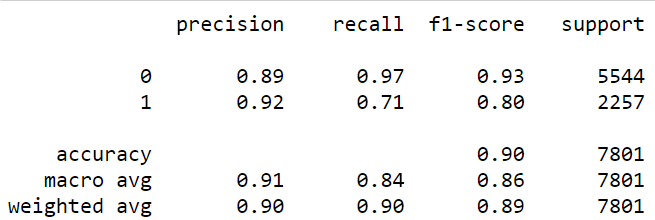 precision recall f1-score support
0 0.89 0.97 0.93 5544
1 0.92 0.71 0.80 2257
accuracy 0.90 7801
macro avg 0.91 0.84 0.86 7801
weighted avg 0.90 0.90 0.89 7801